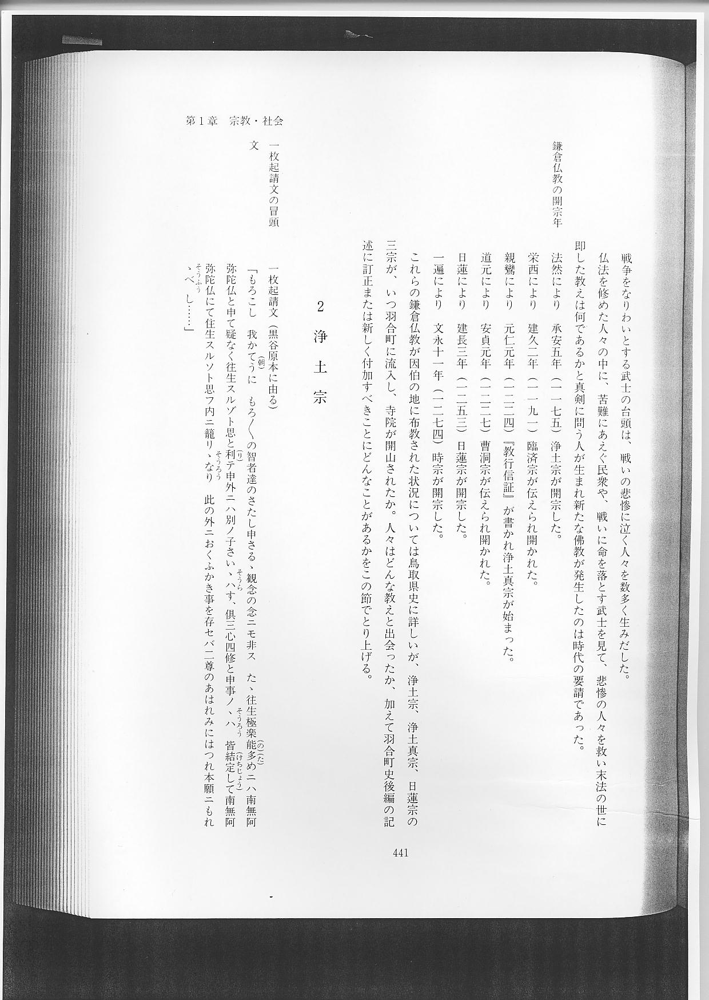 第1章　宗教・社会
戦争をなりわいとする武士の台頭は、戦いの悲惨に泣く人々を数多く生みだした。
仏法を修めた人々の中に、苦難にあえぐ民衆や、戦いに命を落とす武士を見て、悲惨の人々を救い末法の世に
即した教えは何であるかと真剣に問う人が生まれ新たな佛教が発生したのは時代の要請であった。
鎌倉仏教の開宗年
法然により　承安五年（一一七五）浄土宗が開宗した。
栄西により　建久二年（一一九一）臨済宗が伝えられ開かれた。
親鸞により　元仁元年（一二二四）『教行信証』が書かれ浄土真宗が始まった。
道元により　安貞元年（一二二七）曹洞宗が伝えられ開かれた。
日蓮により　建長三年（一二五三）日蓮宗が開宗した。
一遍により　文永十一年（一二七四）時宗が開宗した。
これらの鎌倉仏教が因伯の地に布教された状況については鳥取県史に詳しいが、浄土宗、浄土真宗、日蓮宗の
三宗が、いつ羽合町に流入し、寺院が開山されたか。人々はどんな教えと出会ったか、加えて羽合町史後編の記
述に訂正または新しく付加すべきことにどんなことがあるかをこの節でとり上げる。
2　浄土宗
一枚起請文の冒頭
文
一枚起請文（黒谷原本に由る）
「もろこし　我かてうに（朝）　もろ〳〵の智者達のさたし申さるゝ観念の念ニモ非ス　たゝ往生極楽能多めニハ南無阿（の）（た）
弥陀仏と申て疑なく往生スルゾト思と利テ申外ニハ別ノ子さいゝハす、倶三心四修と申事ノヽハ　皆結定して南無阿（り）そうら　そうろう（けちじょう）
弥陀仏にて往生スルソト思フ内ニ籠リゝなり　此の外ニおくふかき事を存セバ二尊のあはれみにはつれ本願ニもれそうろう
ゝべし……」そうふう
441